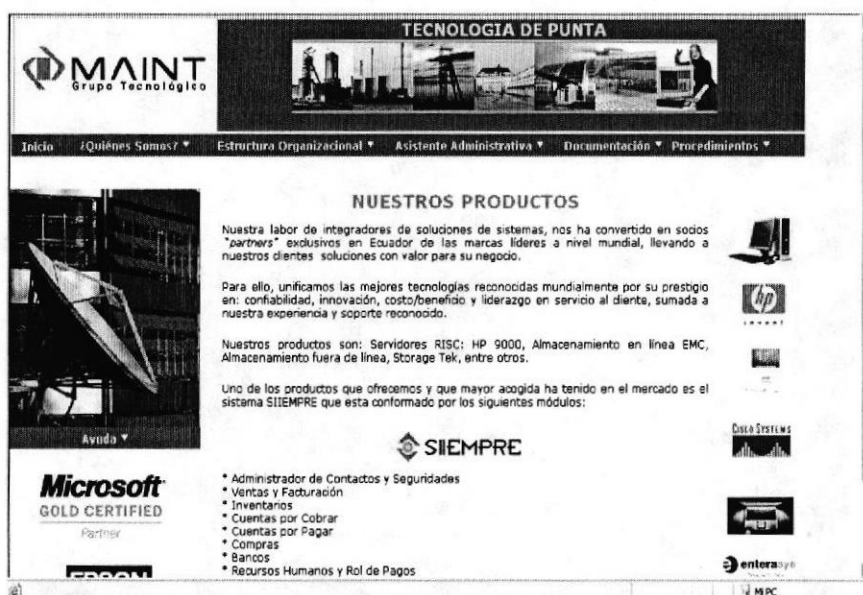 TECNOLOGIA DE PUNTA
MAINT
Grupo Tecnológico
Inicio ¿Quiénes Somos? Estructura Organizacional Asistente Administrativa Documentación Procedimientos
NUESTROS PRODUCTOS
Nuestra labor de integradores de soluciones de sistemas, nos ha convertido en socios
"partners" exclusivos en Ecuador de las marcas líderes a nivel mundial, llevando a
nuestros clientes soluciones con valor para su negocio.
Para ello, unificamos las mejores tecnologías reconocidas mundialmente por su prestigio
en: confiabilidad, innovación, costo/beneficio y liderazgo en servicio al cliente, sumada a
nuestra experiencia y soporte reconocido.
Nuestros productos son: Servidores RISC: HP 9000, Almacenamiento en línea EMC,
Almacenamiento fuera de línea, Storage Tek, entre otros.
Uno de los productos que ofrecemos y que mayor acogida ha tenido en el mercado es el
sistema SIIEMPRE que esta conformado por los siguientes módulos:
SIIEMPRE
* Administrador de Contactos y Seguridades
* Ventas y Facturación
* Inventarios
* Cuentas por Cobrar
* Cuentas por Pagar
* Compras
* Bancos
* Recursos Humanos y Rol de Pagos
Ayuda
Microsoft
GOLD CERTIFIED
Partner
EPSON
hp
invent
CISCO SYSTEMS
enterasys
Mi PC